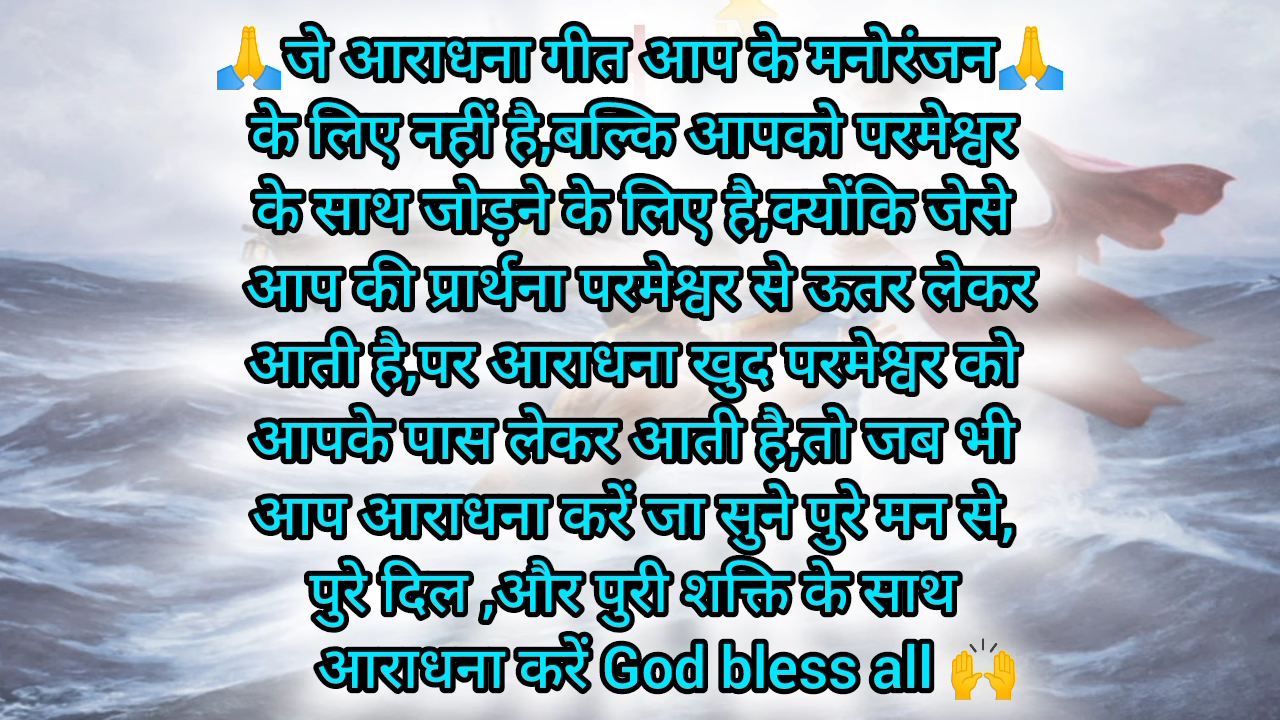 🙏जे आराधना गीत आप के मनोरंजन🙏
के लिए नहीं है,बल्कि आपको परमेश्वर
के साथ जोड़ने के लिए है,क्योंकि जेसे
आप की प्रार्थना परमेश्वर से ऊतर लेकर
आती है,पर आराधना खुद परमेश्वर को
आपके पास लेकर आती है,तो जब भी
आप आराधना करें जा सुने पुरे मन से,
पुरे दिल ,और पुरी शक्ति के साथ
आराधना करें God bless all 🙌